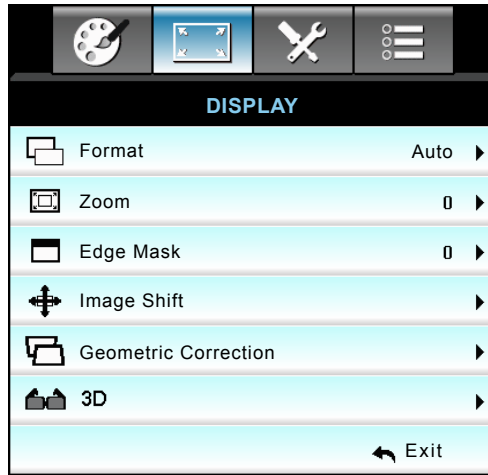 DISPLAY
Format Auto
Zoom 0
Edge Mask 0
Image Shift
Geometric Correction
3D
Exit